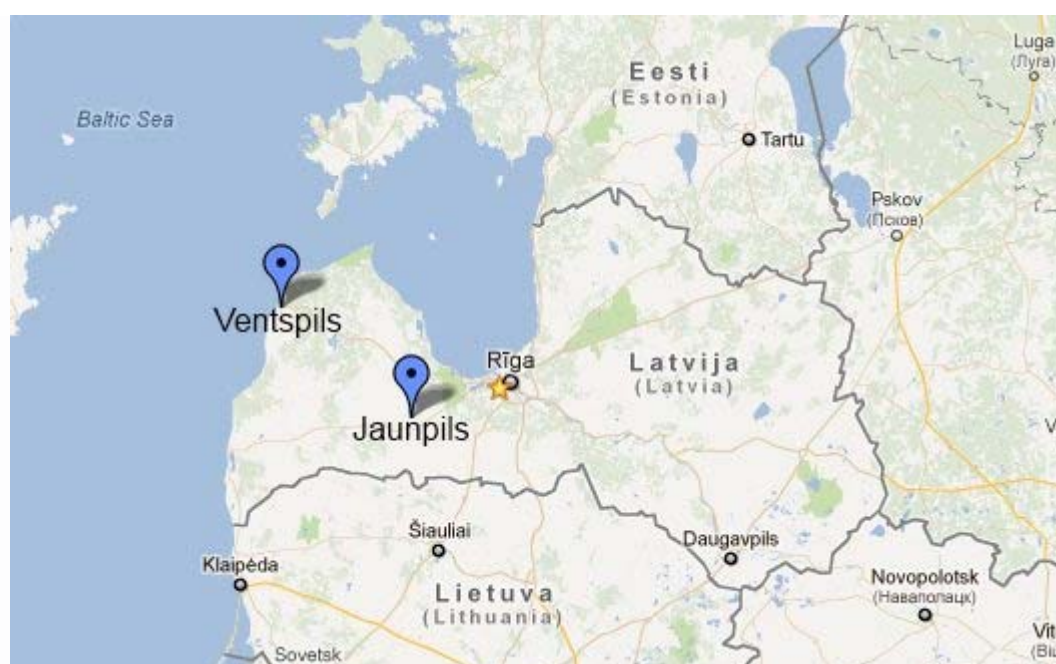 Luga
(Луга)
Eesti
(Estonia)
Baltic Sea
Tartu
Pskov
(Псков)
Ventspils
Rīga
Latvija
(Latvia)
Jaunpils
Šiauliai
Daugavpils
Klaipėda
Novopolotsk
(Наваполацк)
Lietuva
(Lithuania)
Sovetsk